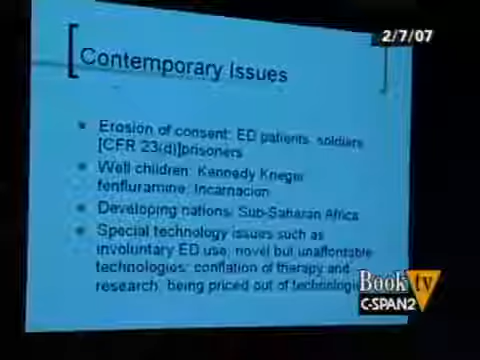 2/7/07
Contemporary Issues
Erosion of consent: ED patients, soldiers
[CFR 23(d)]prisoners
Well children: Kennedy Krieger
fenfluramine: Incarnacion
Developing nations: Sub-Saharan Africa
Special technology issues such as
involuntary ED use; novel but unaffordable
technologies: conflation of therapy and
research; being priced out of
Book tv
C-SPAN2